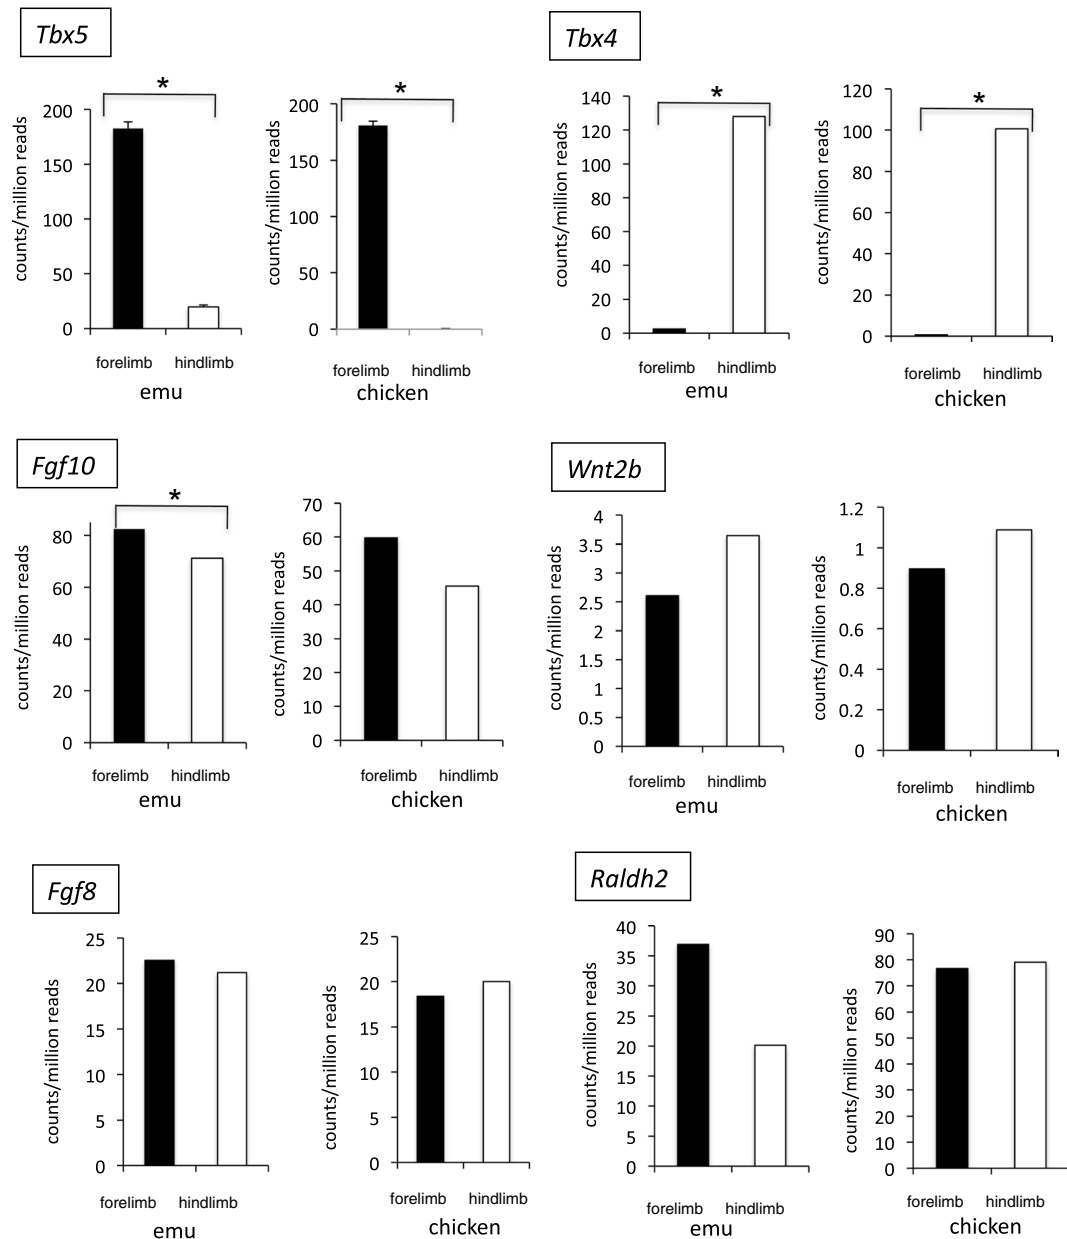 Tbx5
Tbx4
*
*
*
*
counts/million reads
200
150
100
50
0
forelimb hindlimb
emu
counts/million reads
200
150
100
50
0
forelimb hindlimb
chicken
counts/million reads
140
120
100
80
60
40
20
0
forelimb hindlimb
emu
counts/million reads
120
100
80
60
40
20
0
forelimb hindlimb
chicken
Fgf10
Wnt2b
*
counts/million reads
80
60
40
20
0
forelimb hindlimb
emu
counts/million reads
70
60
50
40
30
20
10
0
forelimb hindlimb
chicken
counts/million reads
4
3.5
3
2.5
2
1.5
1
0.5
0
forelimb hindlimb
emu
counts/million reads
1.2
1
0.8
0.6
0.4
0.2
0
forelimb hindlimb
chicken
Fgf8
Raldh2
counts/million reads
25
20
15
10
5
0
forelimb hindlimb
emu
counts/million reads
25
20
15
10
5
0
forelimb hindlimb
chicken
counts/million reads
40
35
30
25
20
15
10
5
0
forelimb hindlimb
emu
counts/million reads
90
80
70
60
50
40
30
20
10
0
forelimb hindlimb
chicken